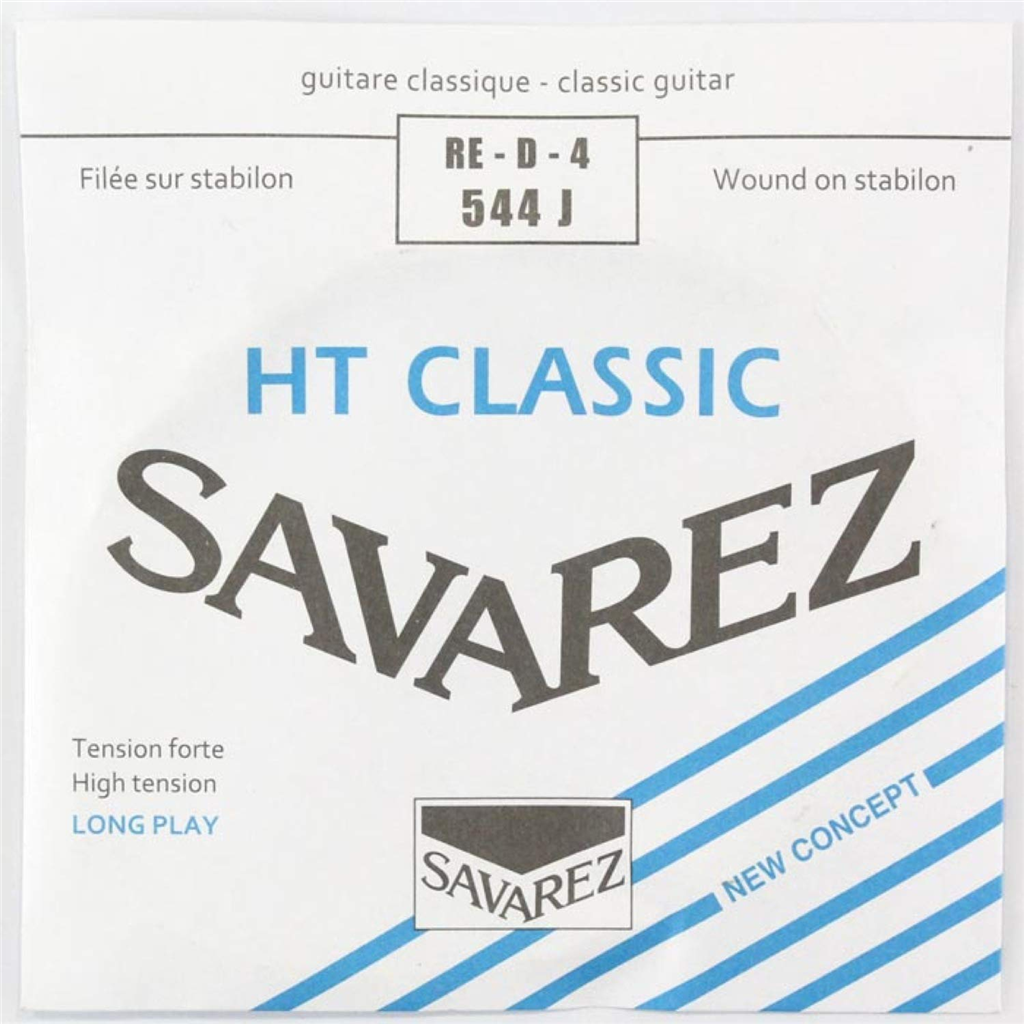 guitare classique - classic guitar
RE - D - 4
544 J
Filée sur stabilon
Wound on stabilon
HT CLASSIC
SAVAREZ
Tension forte
High tension
LONG PLAY
SAVAREZ
NEW CONCEPT